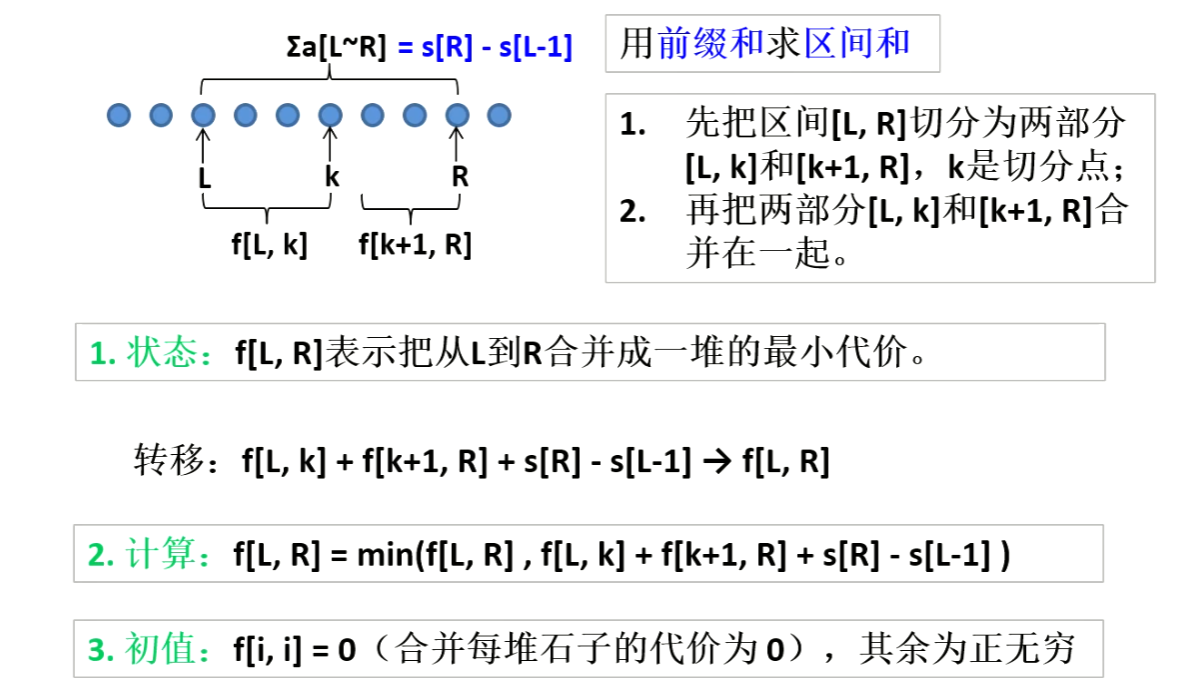 Σa[L~R] = s[R] - s[L-1]
用前缀和求区间和
L
k
R
f[L, k]
f[k+1, R]
1. 先把区间[L, R]切分为两部分
[L, k]和[k+1, R]，k是切分点；
2. 再把两部分[L, k]和[k+1, R]合
并在一起。
1. 状态：f[L, R]表示把从L到R合并成一堆的最小代价。
转移：f[L, k] + f[k+1, R] + s[R] - s[L-1] → f[L, R]
2. 计算：f[L, R] = min(f[L, R] , f[L, k] + f[k+1, R] + s[R] - s[L-1] )
3. 初值：f[i, i] = 0（合并每堆石子的代价为 0），其余为正无穷